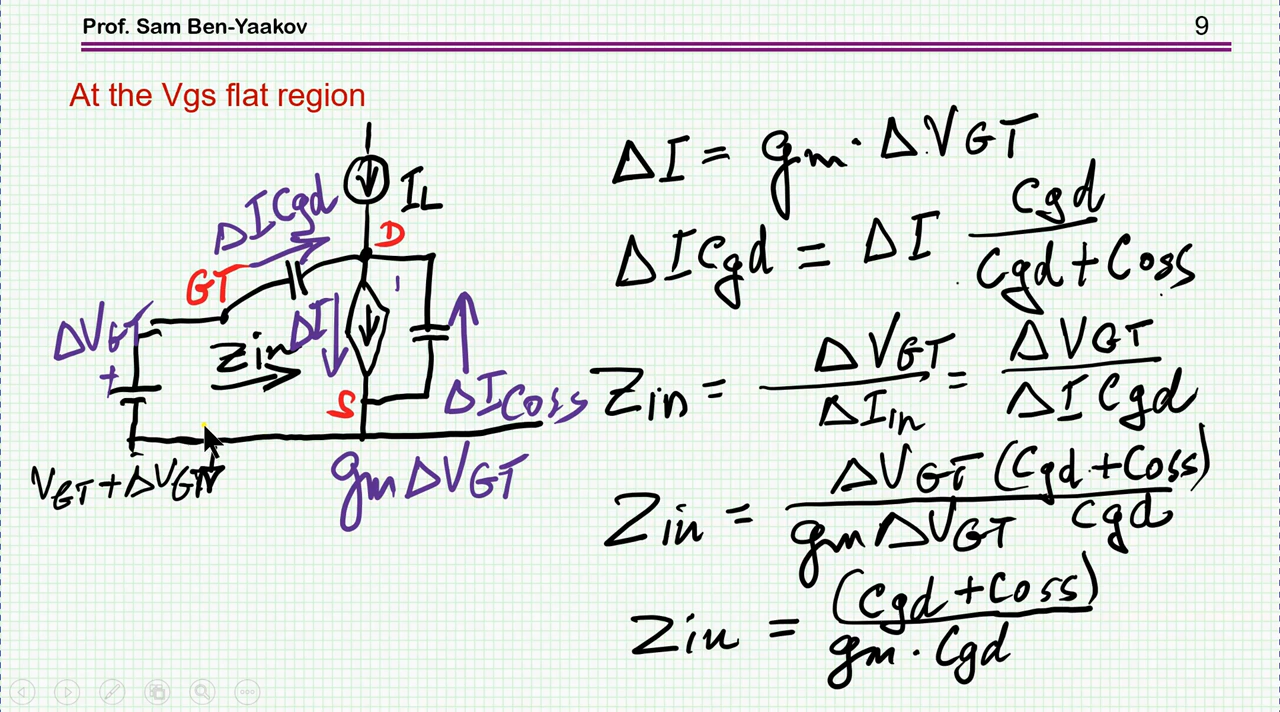 Prof. Sam Ben-Yaakov
9
At the Vgs flat region
IL
ΔICgd
D
GT
ΔVGT
+
Zin
ΔI
S
ΔICoss
VGT+ΔVGT
gmΔVGT
ΔI = gm·ΔVGT
ΔICgd = ΔI Cgd / Cgd+Coss
Zin = ΔVGT / ΔIin = ΔVGT / ΔICgd
Zin = ΔVGT (Cgd+Coss) / gmΔVGT Cgd
Zin = (Cgd+Coss) / gm·Cgd